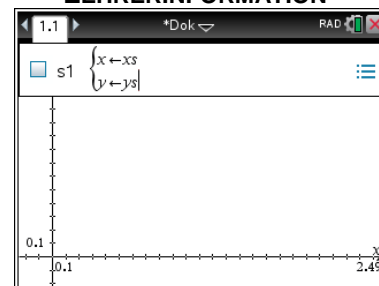 LEHRERINFORMATION
1.1 *Dok RAD
s1 {x←xs
y←ys
0.1
x
0.1 2.49